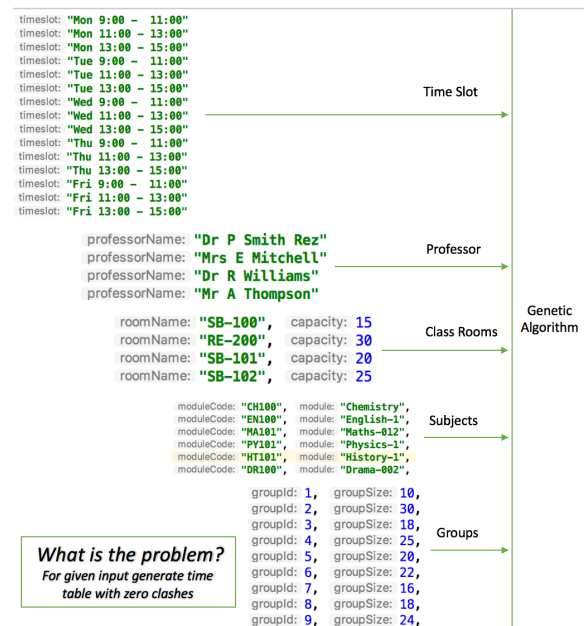 timeslot: "Mon 9:00 - 11:00"
timeslot: "Mon 11:00 - 13:00"
timeslot: "Mon 13:00 - 15:00"
timeslot: "Tue 9:00 - 11:00"
timeslot: "Tue 11:00 - 13:00"
timeslot: "Tue 13:00 - 15:00"
timeslot: "Wed 9:00 - 11:00"
timeslot: "Wed 11:00 - 13:00"
timeslot: "Wed 13:00 - 15:00"
timeslot: "Thu 9:00 - 11:00"
timeslot: "Thu 11:00 - 13:00"
timeslot: "Thu 13:00 - 15:00"
timeslot: "Fri 9:00 - 11:00"
timeslot: "Fri 11:00 - 13:00"
timeslot: "Fri 13:00 - 15:00"
Time Slot
professorName: "Dr P Smith Rez"
professorName: "Mrs E Mitchell"
professorName: "Dr R Williams"
professorName: "Mr A Thompson"
Professor
roomName: "SB-100", capacity: 15
roomName: "RE-200", capacity: 30
roomName: "SB-101", capacity: 20
roomName: "SB-102", capacity: 25
Class Rooms
Genetic
Algorithm
moduleCode: "CH100", module: "Chemistry",
moduleCode: "EN100", module: "English-1",
moduleCode: "MA101", module: "Maths-012",
moduleCode: "PY101", module: "Physics-1",
moduleCode: "HT101", module: "History-1",
moduleCode: "DR100", module: "Drama-002",
Subjects
groupId: 1, groupSize: 10,
groupId: 2, groupSize: 30,
groupId: 3, groupSize: 18,
groupId: 4, groupSize: 25,
groupId: 5, groupSize: 20,
groupId: 6, groupSize: 22,
groupId: 7, groupSize: 16,
groupId: 8, groupSize: 18,
groupId: 9, groupSize: 24,
Groups
What is the problem?
For given input generate time
table with zero clashes